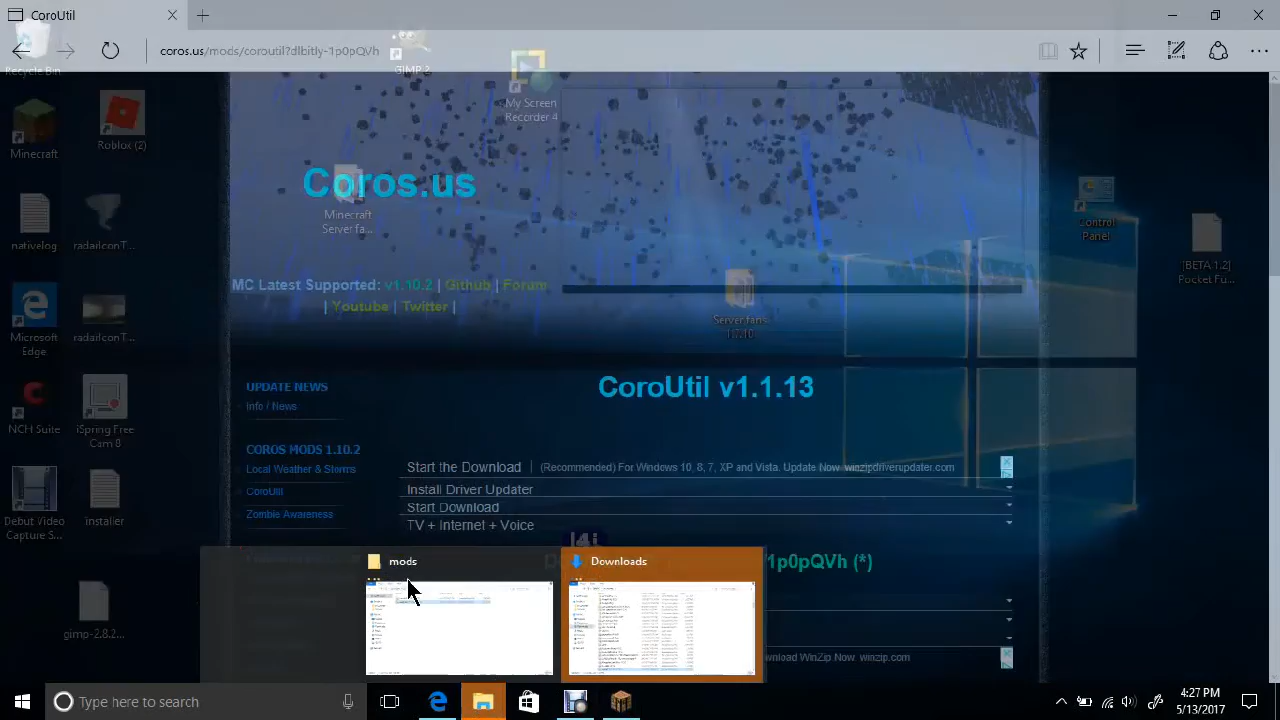 CoroUtil
coros.us/mods/coroutil?dlbitly-1p0pQVh
Recycle Bin
GIMP 2
My Screen
Recorder 4
Minecraft
Roblox (2)
Coros.us
Minecraft
Server fa...
Control
Panel
nativelog
radarIconT...
[BETA 1.2]
Pocket Fu...
MC Latest Supported: v1.10.2 | Github | Forum
| Youtube | Twitter |
Server fans
1.7.10
Microsoft
Edge
radarIconT...
UPDATE NEWS
Info / News
CoroUtil v1.1.13
NCH Suite
iSpring Free
Cam 8
COROS MODS 1.10.2
Local Weather & Storms
CoroUtil
Zombie Awareness
Start the Download | (Recommended) For Windows 10, 8, 7, XP and Vista. Update Now winzipdriverupdater.com
Install Driver Updater
Start Download
TV + Internet + Voice
Debut Video
Capture S...
installer
mods
Downloads
1p0pQVh (*)
gimp-2.8-2...
WinZip Now winzip.com
Type here to search
4:27 PM
5/13/2017